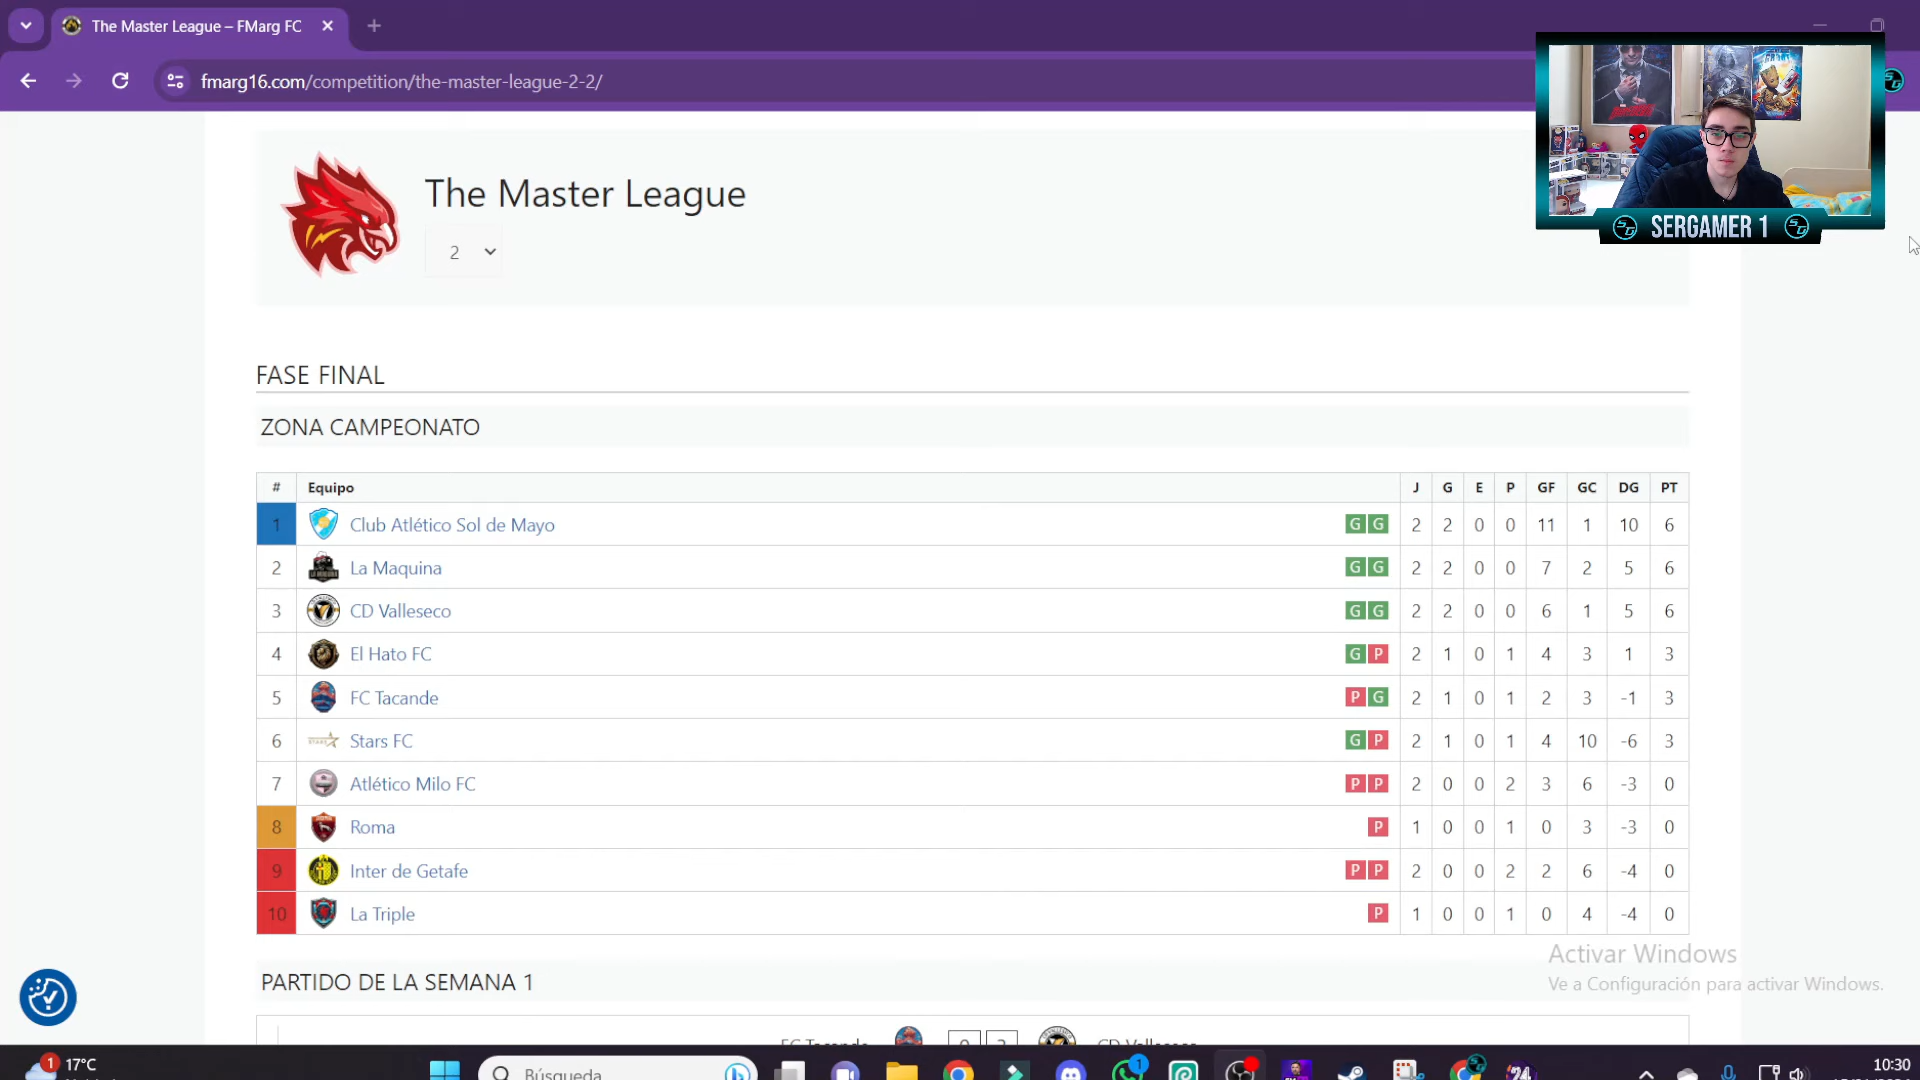 The Master League – FMarg FC
fmarg16.com/competition/the-master-league-2-2/
The Master League
2
SERGAMER 1
FASE FINAL
ZONA CAMPEONATO
# Equipo J G E P GF GC DG PT
1 Club Atlético Sol de Mayo G G 2 2 0 0 11 1 10 6
2 La Maquina G G 2 2 0 0 7 2 5 6
3 CD Valleseco G G 2 2 0 0 6 1 5 6
4 El Hato FC G P 2 1 0 1 4 3 1 3
5 FC Tacande P G 2 1 0 1 2 3 -1 3
6 Stars FC G P 2 1 0 1 4 10 -6 3
7 Atlético Milo FC P P 2 0 0 2 3 6 -3 0
8 Roma P 1 0 0 1 0 3 -3 0
9 Inter de Getafe P P 2 0 0 2 2 6 -4 0
10 La Triple P 1 0 0 1 0 4 -4 0
Activar Windows
Ve a Configuración para activar Windows.
PARTIDO DE LA SEMANA 1
FC Tacande CD Valleseco
1 17°C
Búsqueda
1
10:30